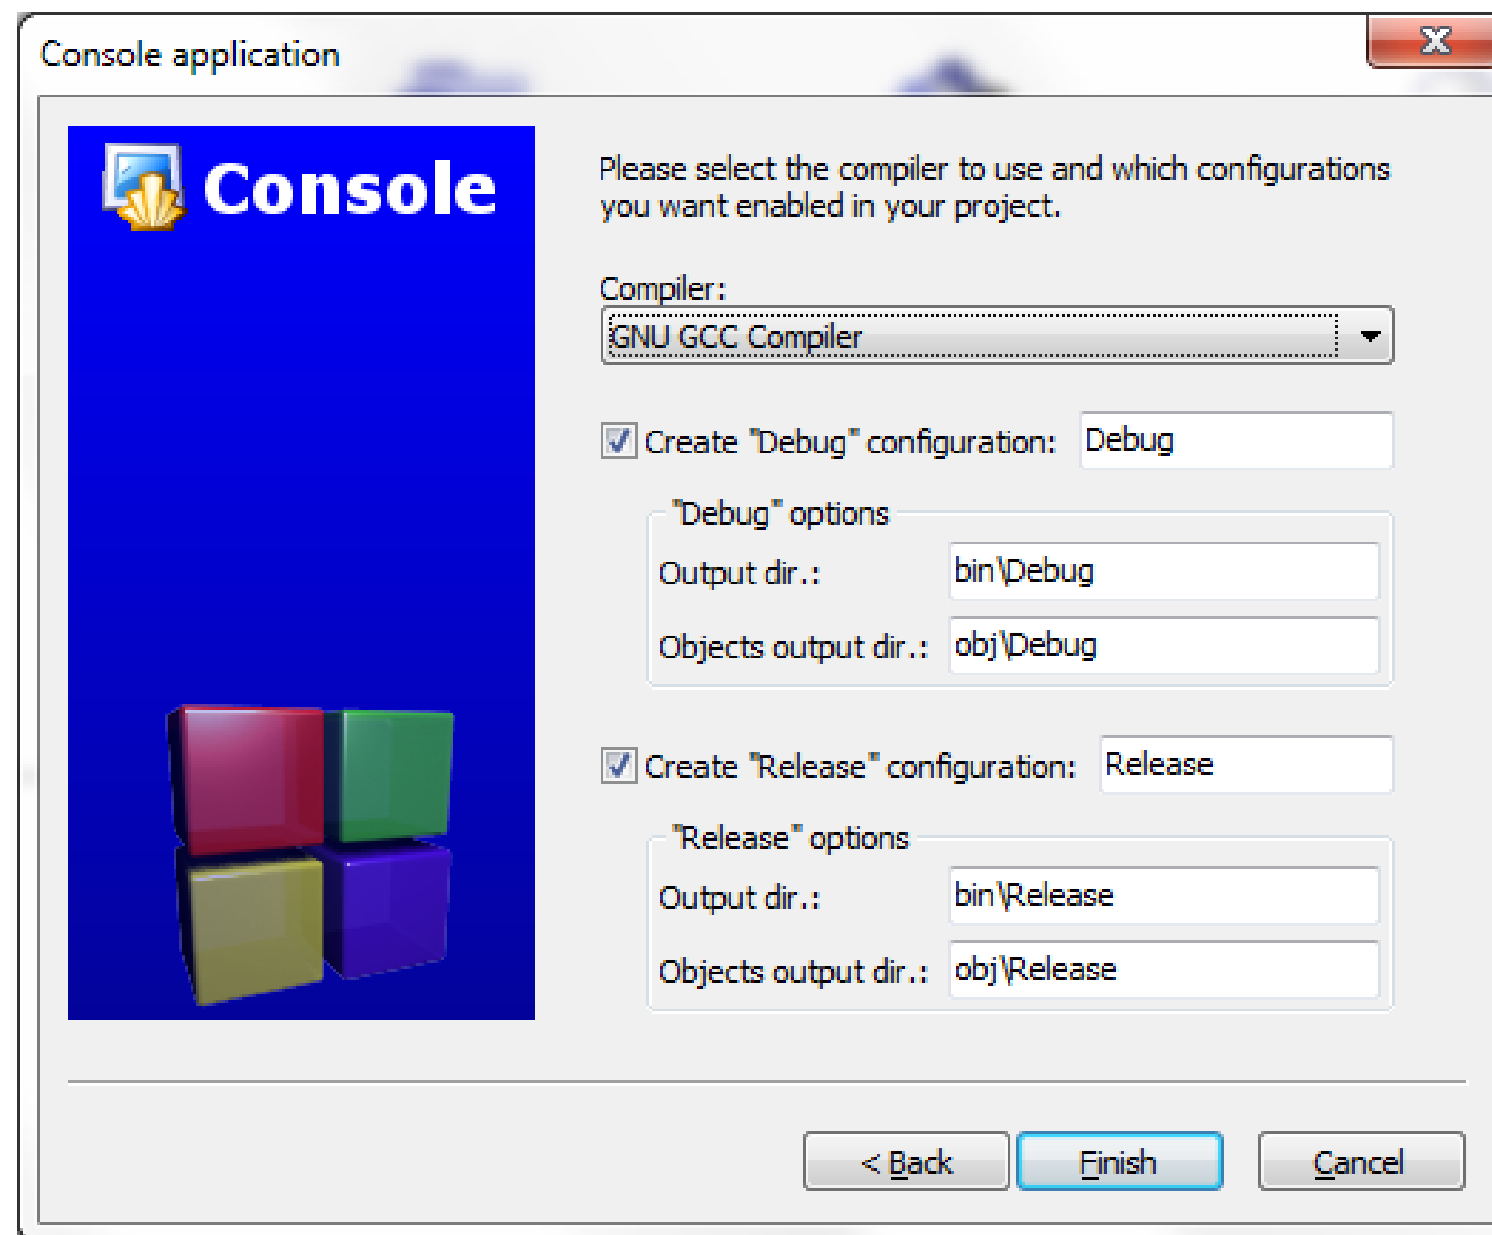 Console application
Console
Please select the compiler to use and which configurations
you want enabled in your project.
Compiler:
GNU GCC Compiler
Create "Debug" configuration: Debug
"Debug" options
Output dir.: bin\Debug
Objects output dir.: obj\Debug
Create "Release" configuration: Release
"Release" options
Output dir.: bin\Release
Objects output dir.: obj\Release
< Back Finish Cancel